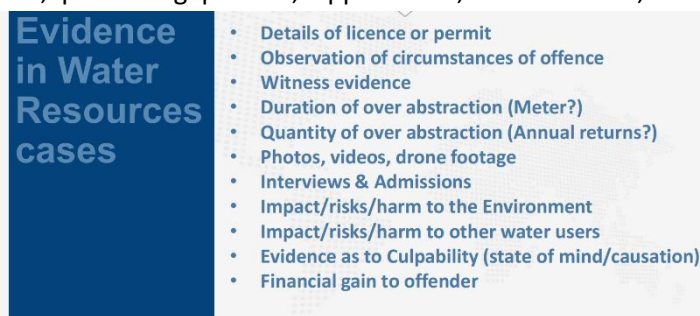 Evidence
in Water
Resources
cases
• Details of licence or permit
• Observation of circumstances of offence
• Witness evidence
• Duration of over abstraction (Meter?)
• Quantity of over abstraction (Annual returns?)
• Photos, videos, drone footage
• Interviews & Admissions
• Impact/risks/harm to the Environment
• Impact/risks/harm to other water users
• Evidence as to Culpability (state of mind/causation)
• Financial gain to offender